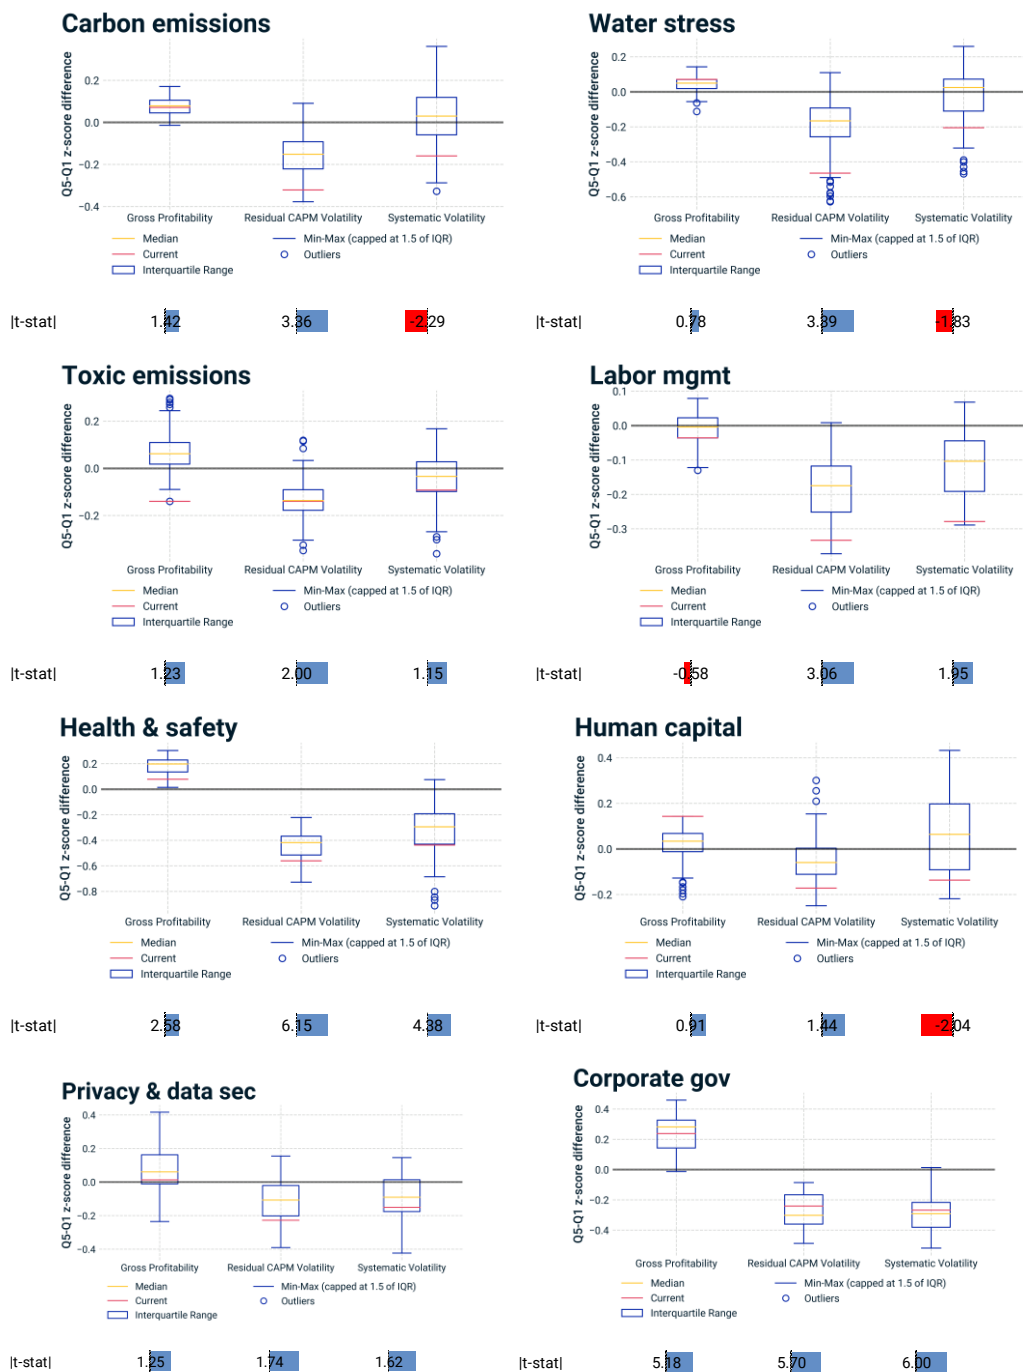 Carbon emissions
Q5-Q1 z-score difference
0.2
0.0
−0.2
−0.4
Gross Profitability Residual CAPM Volatility Systematic Volatility
Median Min-Max (capped at 1.5 of IQR)
Current Outliers
Interquartile Range
|t-stat| 1.42 3.36 -2.29
Water stress
Q5-Q1 z-score difference
0.2
0.0
−0.2
−0.4
−0.6
Gross Profitability Residual CAPM Volatility Systematic Volatility
Median Min-Max (capped at 1.5 of IQR)
Current Outliers
Interquartile Range
|t-stat| 0.78 3.39 -1.83
Toxic emissions
Q5-Q1 z-score difference
0.2
0.0
−0.2
Gross Profitability Residual CAPM Volatility Systematic Volatility
Median Min-Max (capped at 1.5 of IQR)
Current Outliers
Interquartile Range
|t-stat| 1.23 2.00 1.15
Labor mgmt
Q5-Q1 z-score difference
0.1
0.0
−0.1
−0.2
−0.3
Gross Profitability Residual CAPM Volatility Systematic Volatility
Median Min-Max (capped at 1.5 of IQR)
Current Outliers
Interquartile Range
|t-stat| -0.58 3.06 1.95
Health & safety
Q5-Q1 z-score difference
0.2
0.0
−0.2
−0.4
−0.6
−0.8
Gross Profitability Residual CAPM Volatility Systematic Volatility
Median Min-Max (capped at 1.5 of IQR)
Current Outliers
Interquartile Range
|t-stat| 2.58 6.15 4.38
Human capital
Q5-Q1 z-score difference
0.4
0.2
0.0
−0.2
Gross Profitability Residual CAPM Volatility Systematic Volatility
Median Min-Max (capped at 1.5 of IQR)
Current Outliers
Interquartile Range
|t-stat| 0.91 1.44 -2.04
Privacy & data sec
Q5-Q1 z-score difference
0.4
0.2
0.0
−0.2
−0.4
Gross Profitability Residual CAPM Volatility Systematic Volatility
Median Min-Max (capped at 1.5 of IQR)
Current Outliers
Interquartile Range
|t-stat| 1.25 1.74 1.62
Corporate gov
Q5-Q1 z-score difference
0.4
0.2
0.0
−0.2
−0.4
Gross Profitability Residual CAPM Volatility Systematic Volatility
Median Min-Max (capped at 1.5 of IQR)
Current Outliers
Interquartile Range
|t-stat| 5.18 5.70 6.00